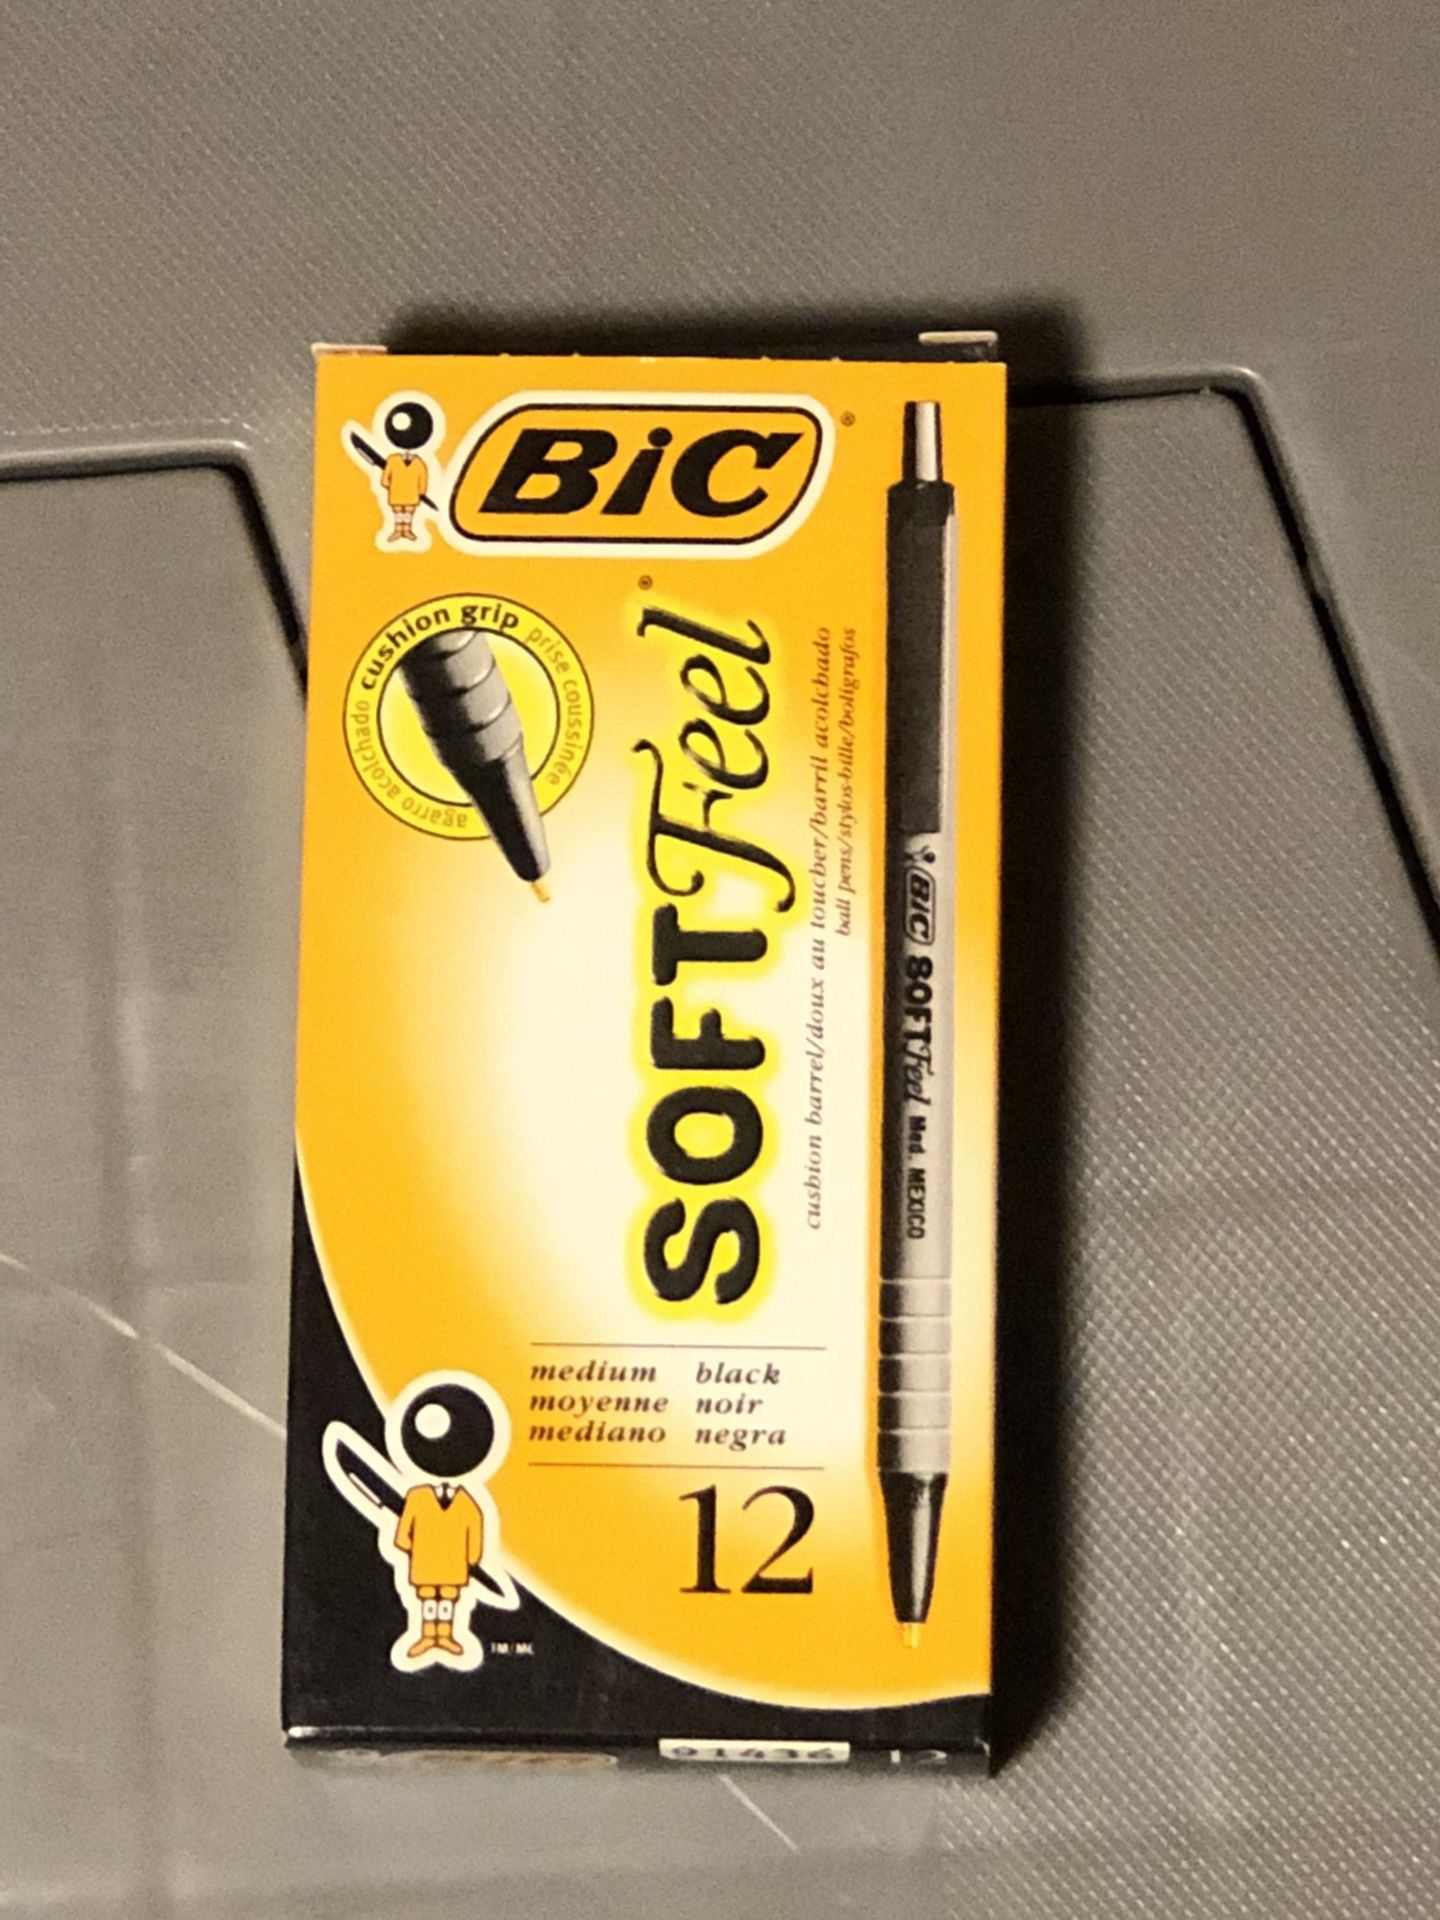 BiC®
cushion grip
prise coussinée
agarro acolchado
SOFT Feel®
cushion barrel/doux au toucher/barril acolchado
ball pens/stylos-bille/bolígrafos
BiC SOFT Feel Med. MEXICO
medium black
moyenne noir
mediano negra
12
TM/MC
91436
12